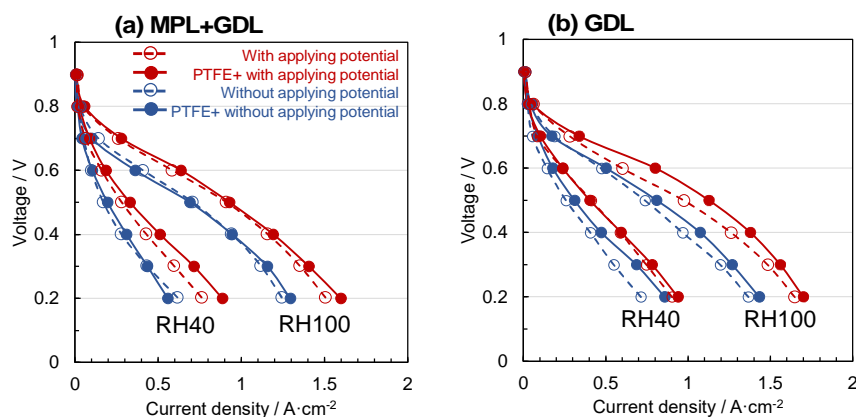 (a) MPL+GDL
With applying potential
PTFE+ with applying potential
Without applying potential
PTFE+ without applying potential
Voltage / V
1
0.8
0.6
0.4
0.2
0
RH40
RH100
0
0.5
1
1.5
2
Current density / A·cm-2
(b) GDL
Voltage / V
1
0.8
0.6
0.4
0.2
0
RH40
RH100
0
0.5
1
1.5
2
Current density / A·cm-2